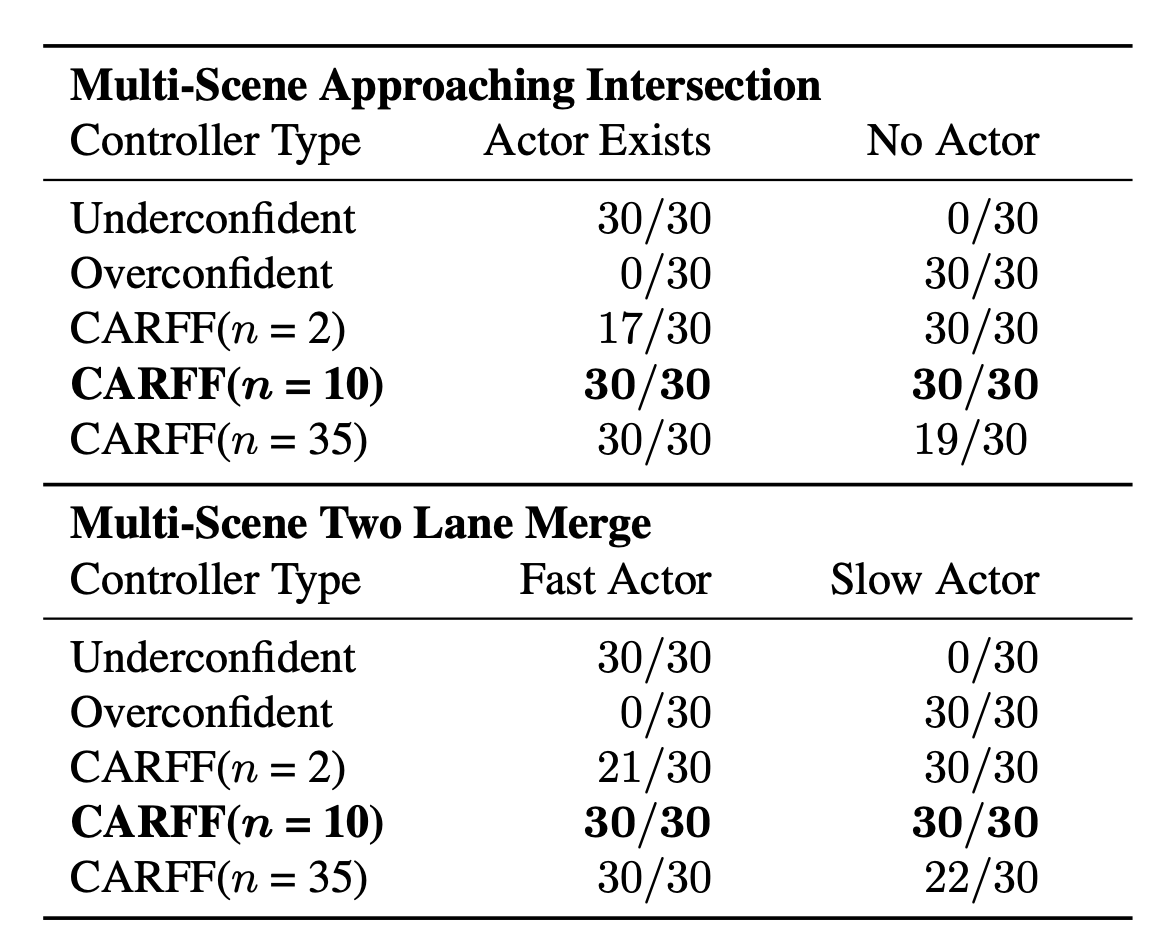 Multi-Scene Approaching Intersection
Controller Type Actor Exists No Actor
Underconfident 30/30 0/30
Overconfident 0/30 30/30
CARFF(n = 2) 17/30 30/30
CARFF(n = 10) 30/30 30/30
CARFF(n = 35) 30/30 19/30
Multi-Scene Two Lane Merge
Controller Type Fast Actor Slow Actor
Underconfident 30/30 0/30
Overconfident 0/30 30/30
CARFF(n = 2) 21/30 30/30
CARFF(n = 10) 30/30 30/30
CARFF(n = 35) 30/30 22/30